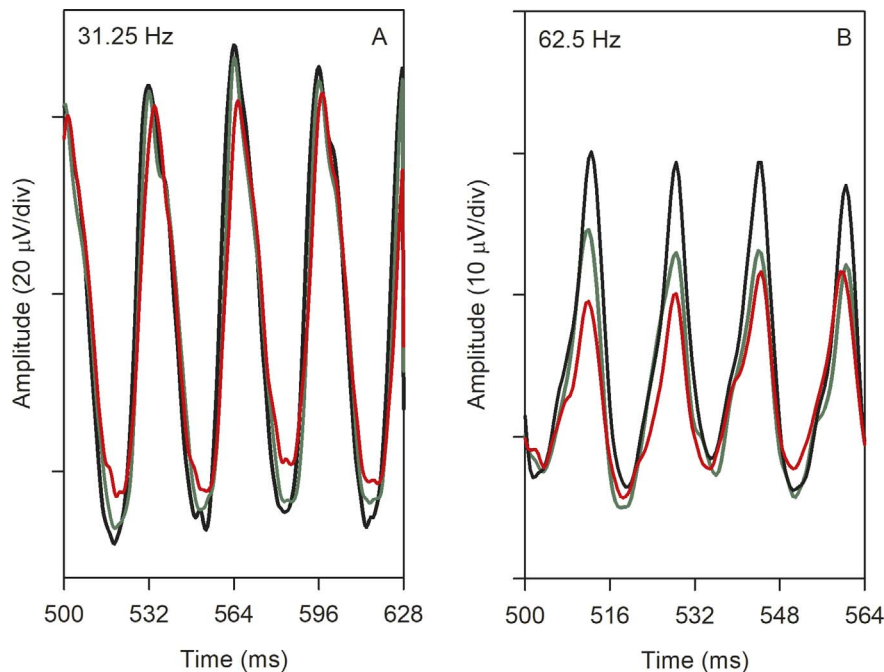 31.25 Hz
A
Amplitude (20 μV/div)
500 532 564 596 628
Time (ms)
62.5 Hz
B
Amplitude (10 μV/div)
500 516 532 548 564
Time (ms)